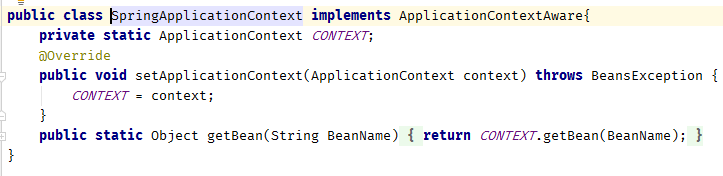 public class SpringApplicationContext implements ApplicationContextAware{
    private static ApplicationContext CONTEXT;
    @Override
    public void setApplicationContext(ApplicationContext context) throws BeansException {
        CONTEXT = context;
    }
    public static Object getBean(String BeanName) { return CONTEXT.getBean(BeanName); }
}